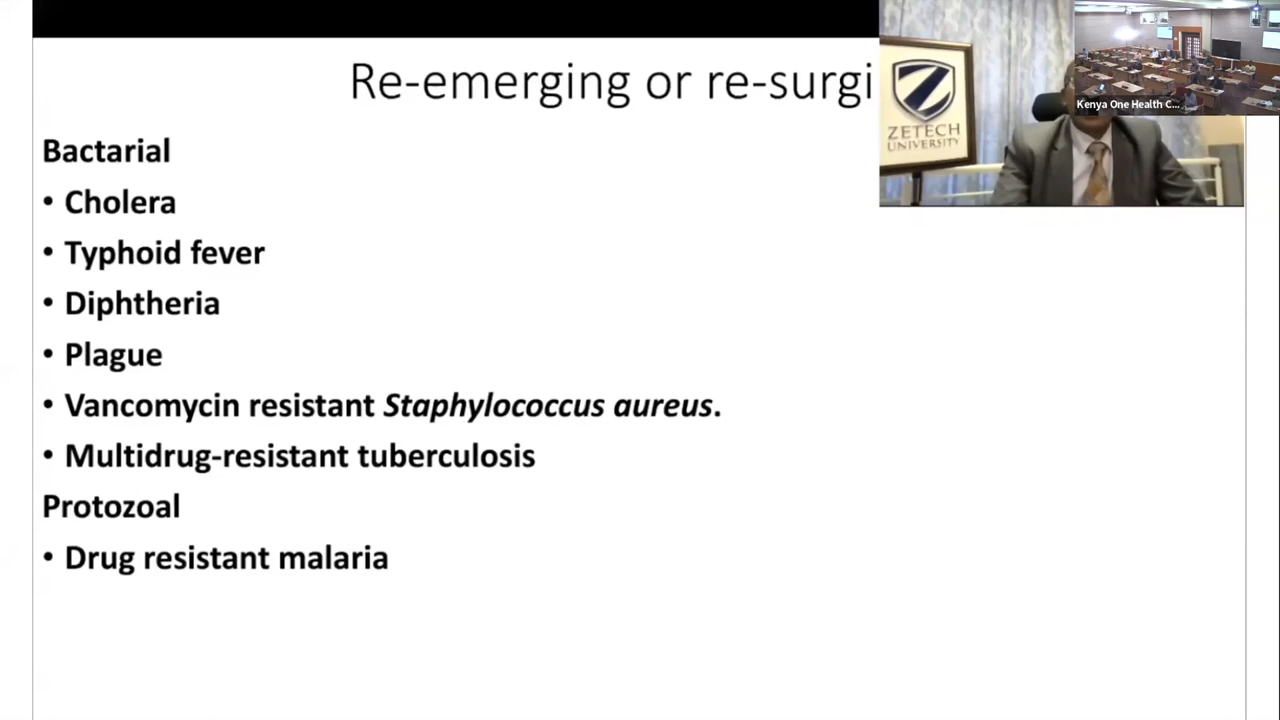 Re-emerging or re-surgi
Bactarial
• Cholera
• Typhoid fever
• Diphtheria
• Plague
• Vancomycin resistant Staphylococcus aureus.
• Multidrug-resistant tuberculosis
Protozoal
• Drug resistant malaria
ZETECH
UNIVERSITY
Kenya One Health C...